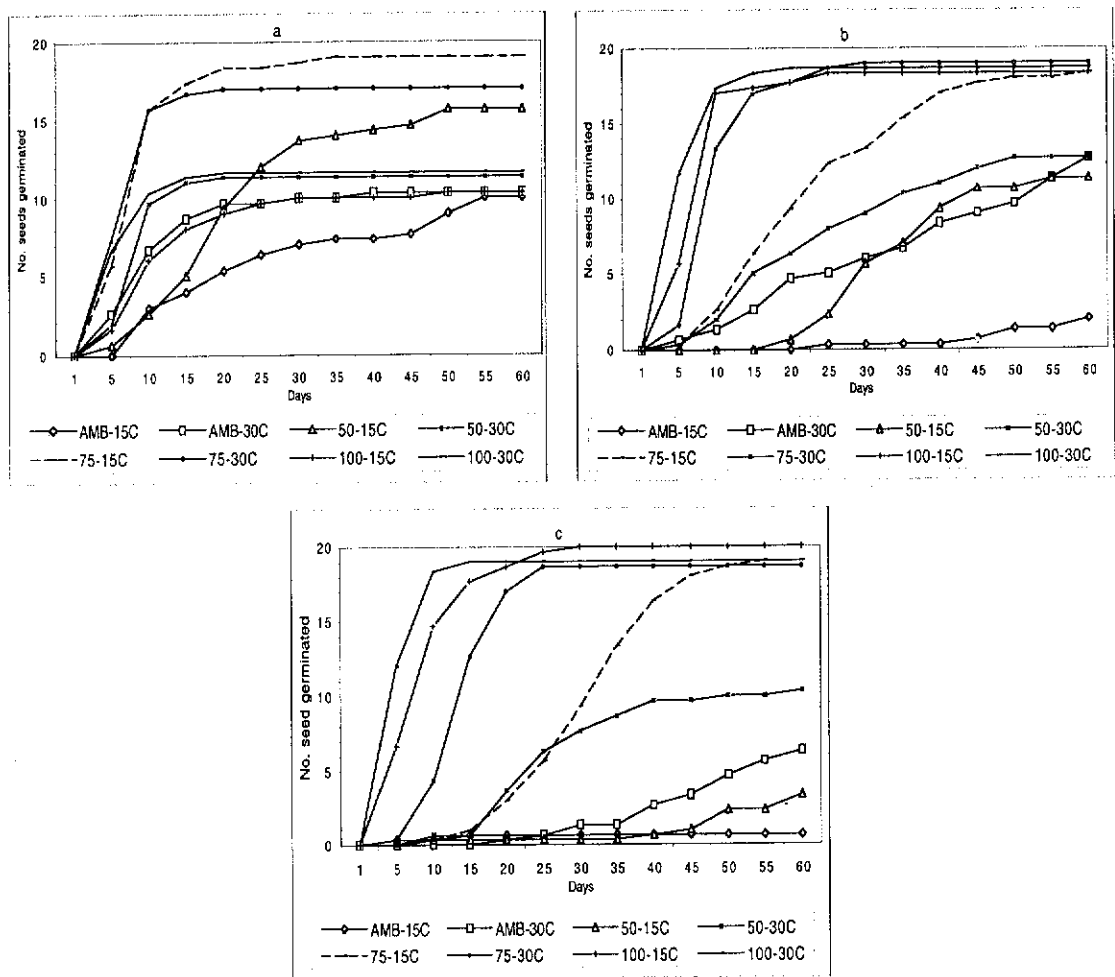 a
No. seeds germinated
20
15
10
5
0
1 5 10 15 20 25 30 35 40 45 50 55 60
Days
AMB-15C AMB-30C 50-15C 50-30C
75-15C 75-30C 100-15C 100-30C
b
No. seeds germinated
20
15
10
5
0
1 5 10 15 20 25 30 35 40 45 50 55 60
Days
AMB-15C AMB-30C 50-15C 50-30C
75-15C 75-30C 100-15C 100-30C
c
No. seed germinated
20
15
10
5
0
1 5 10 15 20 25 30 35 40 45 50 55 60
Days
AMB-15C AMB-30C 50-15C 50-30C
75-15C 75-30C 100-15C 100-30C